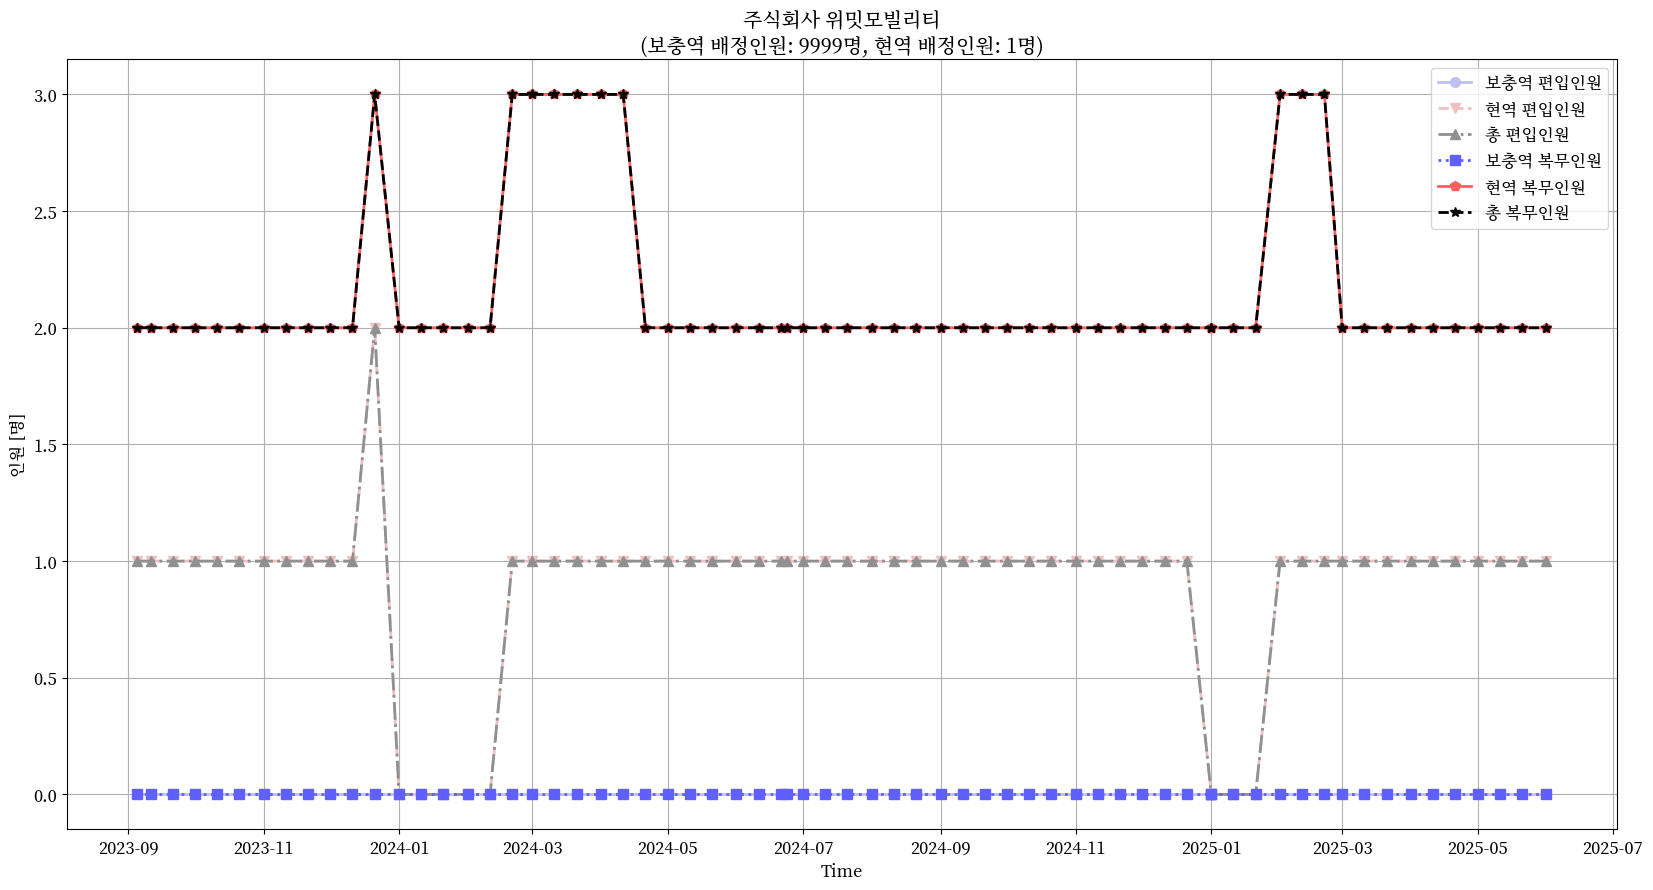 주식회사 위밋모빌리티
(보충역 배정인원: 9999명, 현역 배정인원: 1명)
보충역 편입인원
현역 편입인원
총 편입인원
보충역 복무인원
현역 복무인원
총 복무인원
인원 [명]
3.0
2.5
2.0
1.5
1.0
0.5
0.0
2023-09
2023-11
2024-01
2024-03
2024-05
2024-07
2024-09
2024-11
2025-01
2025-03
2025-05
2025-07
Time